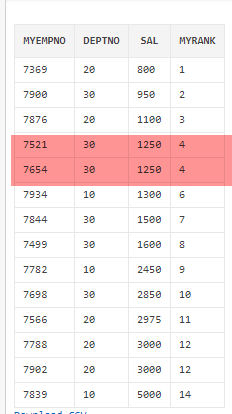 MYEMPNO DEPTNO SAL MYRANK
7369 20 800 1
7900 30 950 2
7876 20 1100 3
7521 30 1250 4
7654 30 1250 4
7934 10 1300 6
7844 30 1500 7
7499 30 1600 8
7782 10 2450 9
7698 30 2850 10
7566 20 2975 11
7788 20 3000 12
7902 20 3000 12
7839 10 5000 14
Download CSV